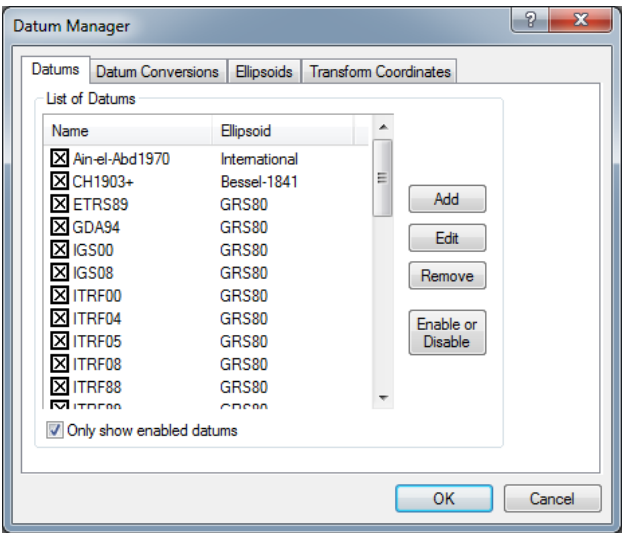 Datum Manager
Datums Datum Conversions Ellipsoids Transform Coordinates
List of Datums
Name Ellipsoid
Ain-el-Abd1970 International
CH1903+ Bessel-1841
ETRS89 GRS80
GDA94 GRS80
IGS00 GRS80
IGS08 GRS80
ITRF00 GRS80
ITRF04 GRS80
ITRF05 GRS80
ITRF08 GRS80
ITRF88 GRS80
ITRF89 GRS80
Add
Edit
Remove
Enable or
Disable
Only show enabled datums
OK Cancel